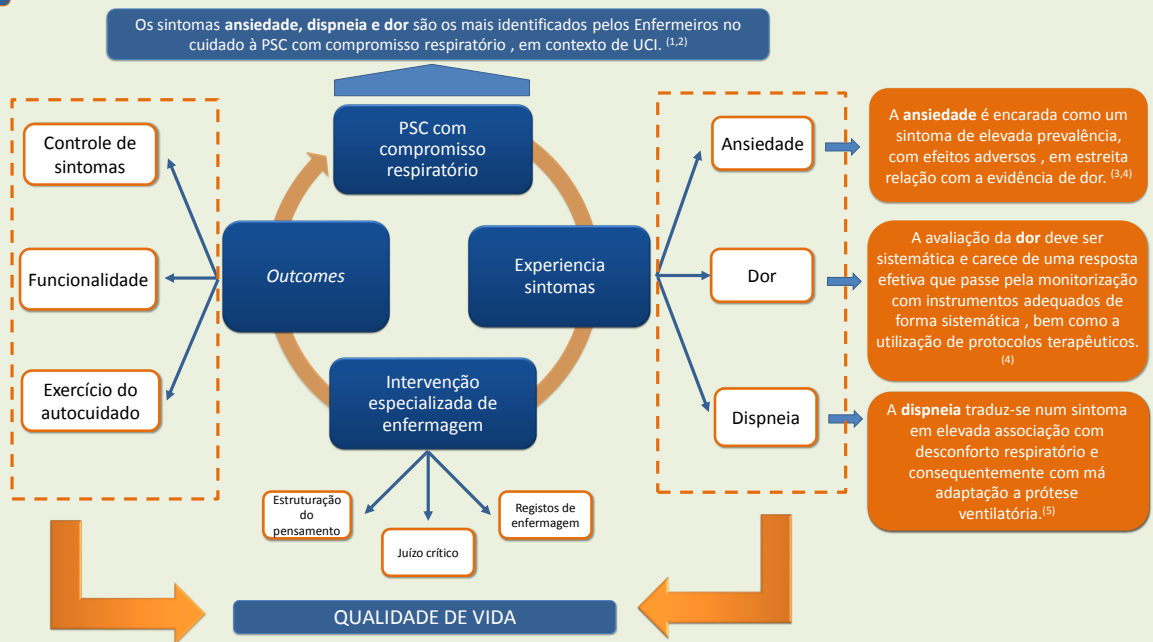 Os sintomas ansiedade, dispneia e dor são os mais identificados pelos Enfermeiros no
cuidado à PSC com compromisso respiratório , em contexto de UCI. (1,2)
Controle de
sintomas
Funcionalidade
Exercício do
autocuidado
PSC com
compromisso
respiratório
Outcomes
Experiencia
sintomas
Intervenção
especializada de
enfermagem
Estruturação
do
pensamento
Juízo crítico
Registos de
enfermagem
Ansiedade
Dor
Dispneia
A ansiedade é encarada como um
sintoma de elevada prevalência,
com efeitos adversos , em estreita
relação com a evidência de dor. (3,4)
A avaliação da dor deve ser
sistemática e carece de uma resposta
efetiva que passe pela monitorização
com instrumentos adequados de
forma sistemática , bem como a
utilização de protocolos terapêuticos.
(4)
A dispneia traduz-se num sintoma
em elevada associação com
desconforto respiratório e
consequentemente com má
adaptação a prótese
ventilatória.(5)
QUALIDADE DE VIDA